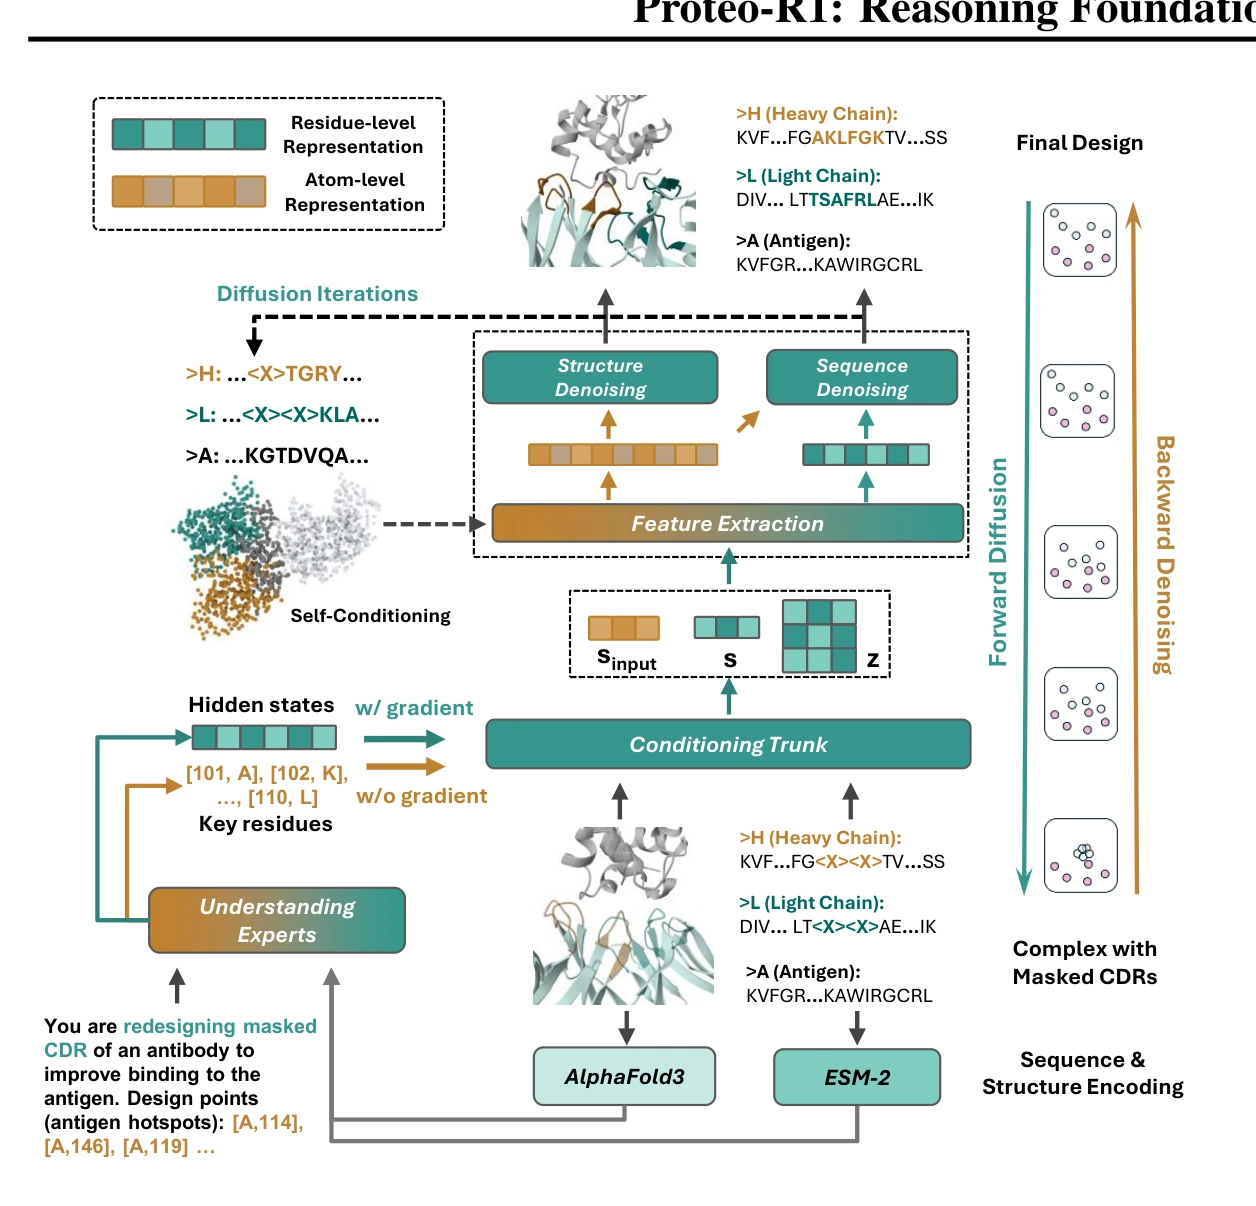 Proteo-R1: Reasoning Foundatio
Residue-level
Representation
Atom-level
Representation
>H (Heavy Chain):
KVF...FGAKLFGKTV...SS
>L (Light Chain):
DIV... LTTSAFRLAE...IK
>A (Antigen):
KVFGR...KAWIRGCRL
Final Design
Diffusion Iterations
>H: ...<X>TGRY...
>L: ...<X><X>KLA...
>A: ...KGTDVQA...
Structure
Denoising
Sequence
Denoising
Feature Extraction
Self-Conditioning
Sinput
s
z
Forward Diffusion
Backward Denoising
Hidden states
w/ gradient
[101, A], [102, K],
..., [110, L]
w/o gradient
Key residues
Conditioning Trunk
Understanding
Experts
>H (Heavy Chain):
KVF...FG<X><X>TV...SS
>L (Light Chain):
DIV... LT<X><X>AE...IK
>A (Antigen):
KVFGR...KAWIRGCRL
Complex with
Masked CDRs
You are redesigning masked
CDR of an antibody to
improve binding to the
antigen. Design points
(antigen hotspots): [A,114],
[A,146], [A,119] ...
AlphaFold3
ESM-2
Sequence &
Structure Encoding